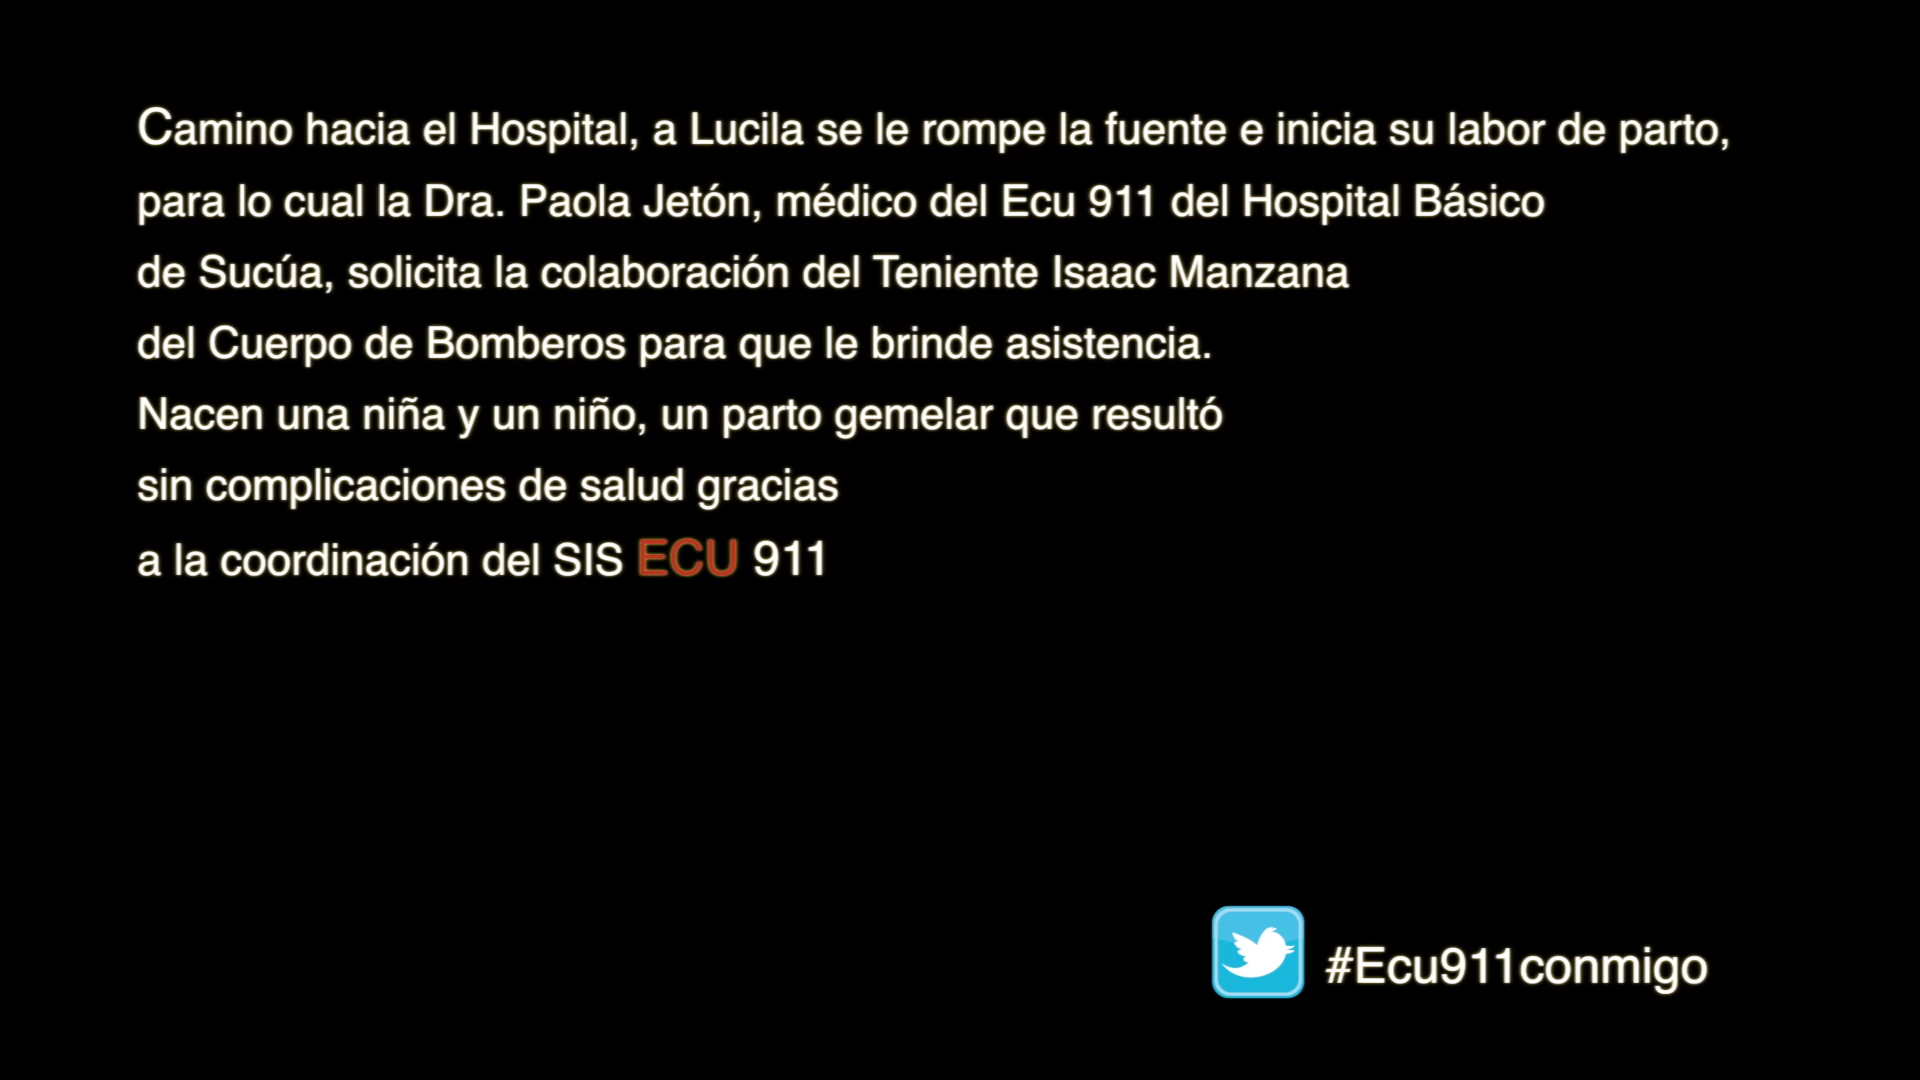 Camino hacia el Hospital, a Lucila se le rompe la fuente e inicia su labor de parto,
para lo cual la Dra. Paola Jetón, médico del Ecu 911 del Hospital Básico
de Sucúa, solicita la colaboración del Teniente Isaac Manzana
del Cuerpo de Bomberos para que le brinde asistencia.
Nacen una niña y un niño, un parto gemelar que resultó
sin complicaciones de salud gracias
a la coordinación del SIS ECU 911
#Ecu911conmigo